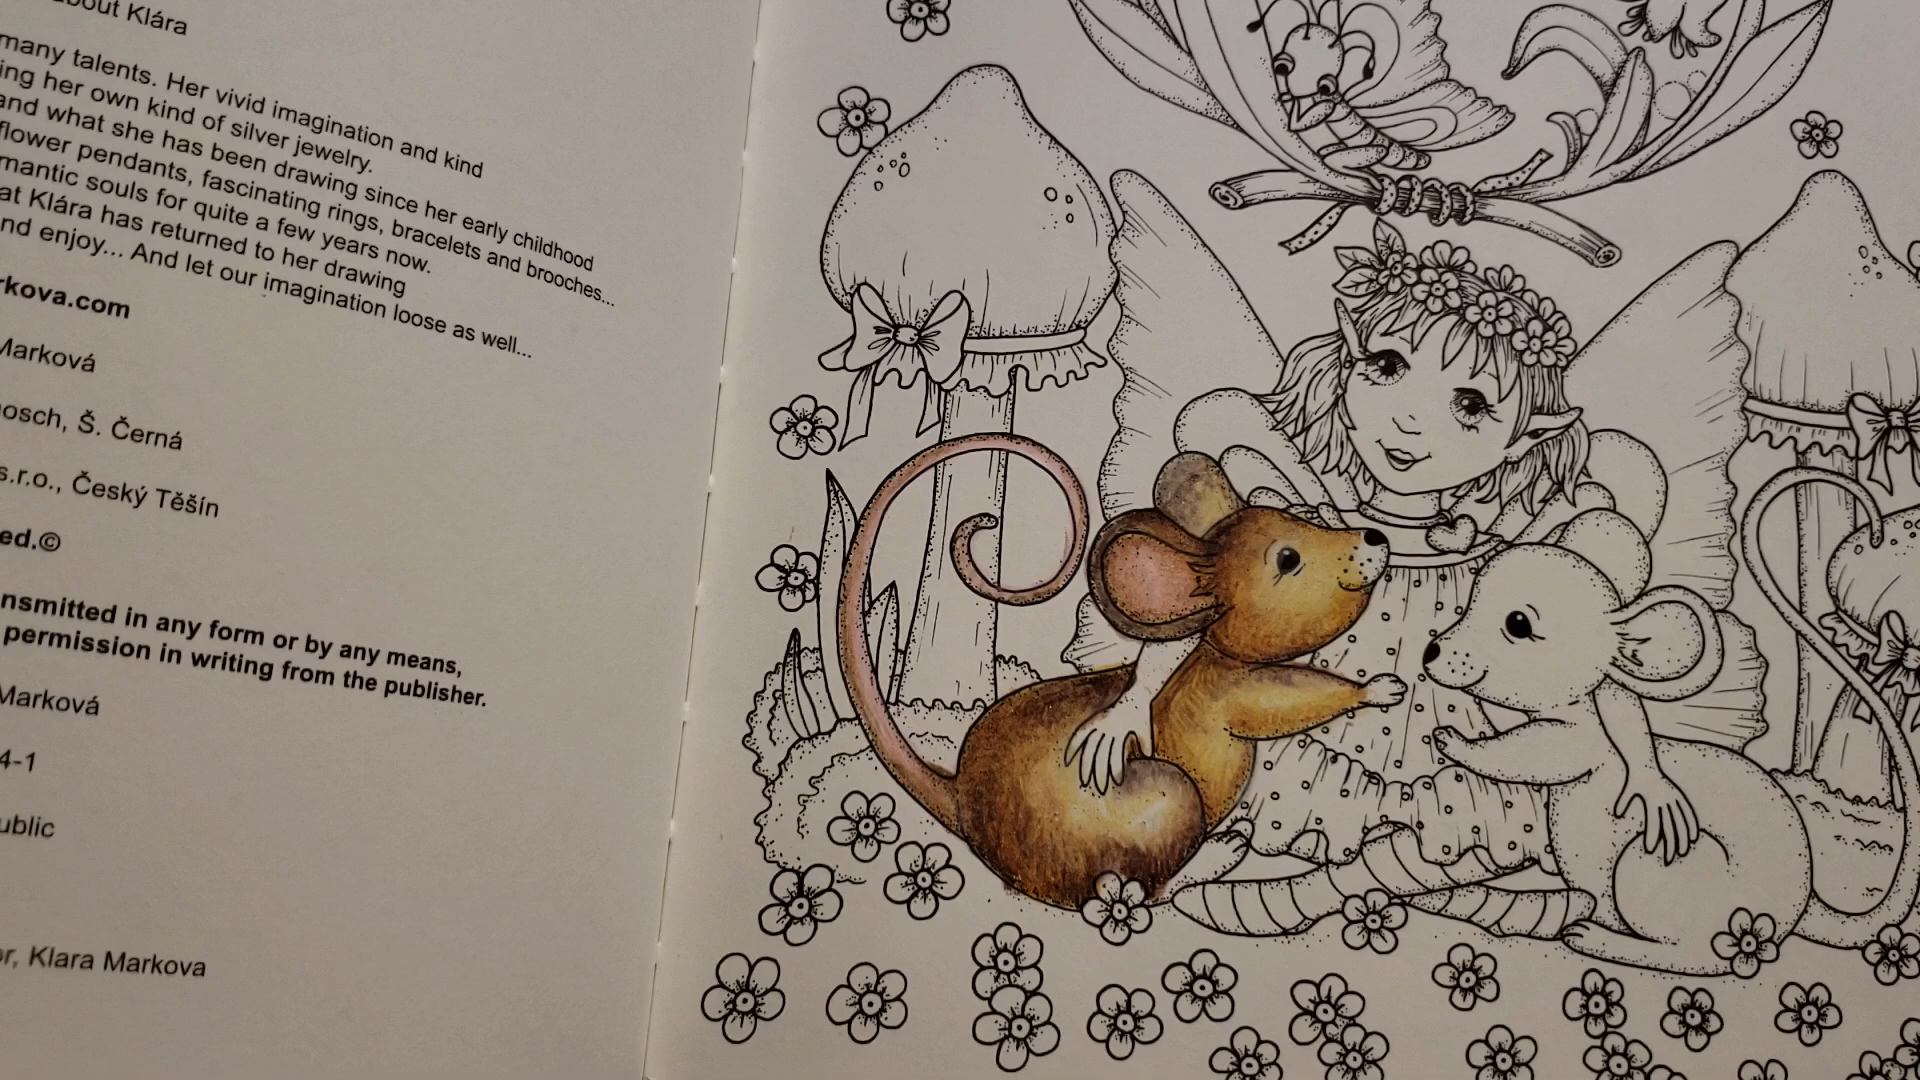 about Klára
many talents. Her vivid imagination and kind
ing her own kind of silver jewelry.
and what she has been drawing since her early childhood
flower pendants, fascinating rings, bracelets and brooches...
mantic souls for quite a few years now.
at Klára has returned to her drawing
nd enjoy... And let our imagination loose as well...
rkova.com
Marková
osch, Š. Černá
s.r.o., Český Těšín
ed.©
nsmitted in any form or by any means,
permission in writing from the publisher.
Marková
4-1
ublic
or, Klara Markova